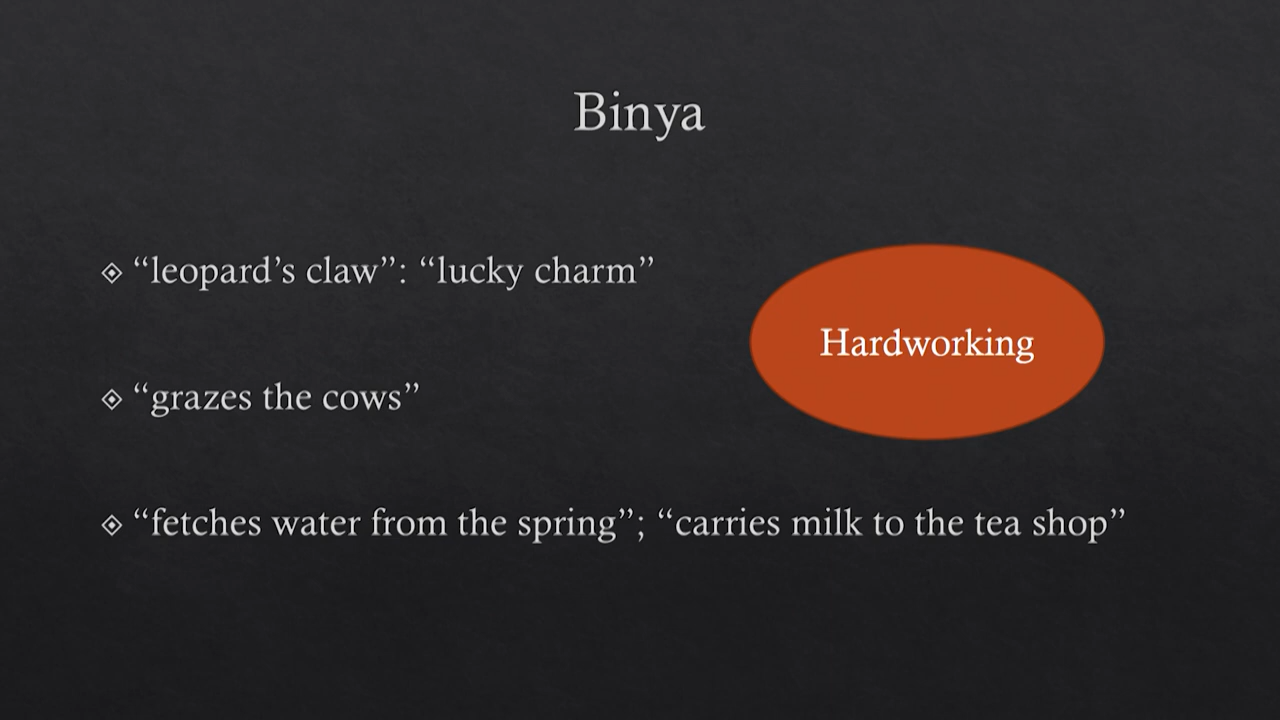 Binya
“leopard’s claw”: “lucky charm”
Hardworking
“grazes the cows”
“fetches water from the spring”; “carries milk to the tea shop”